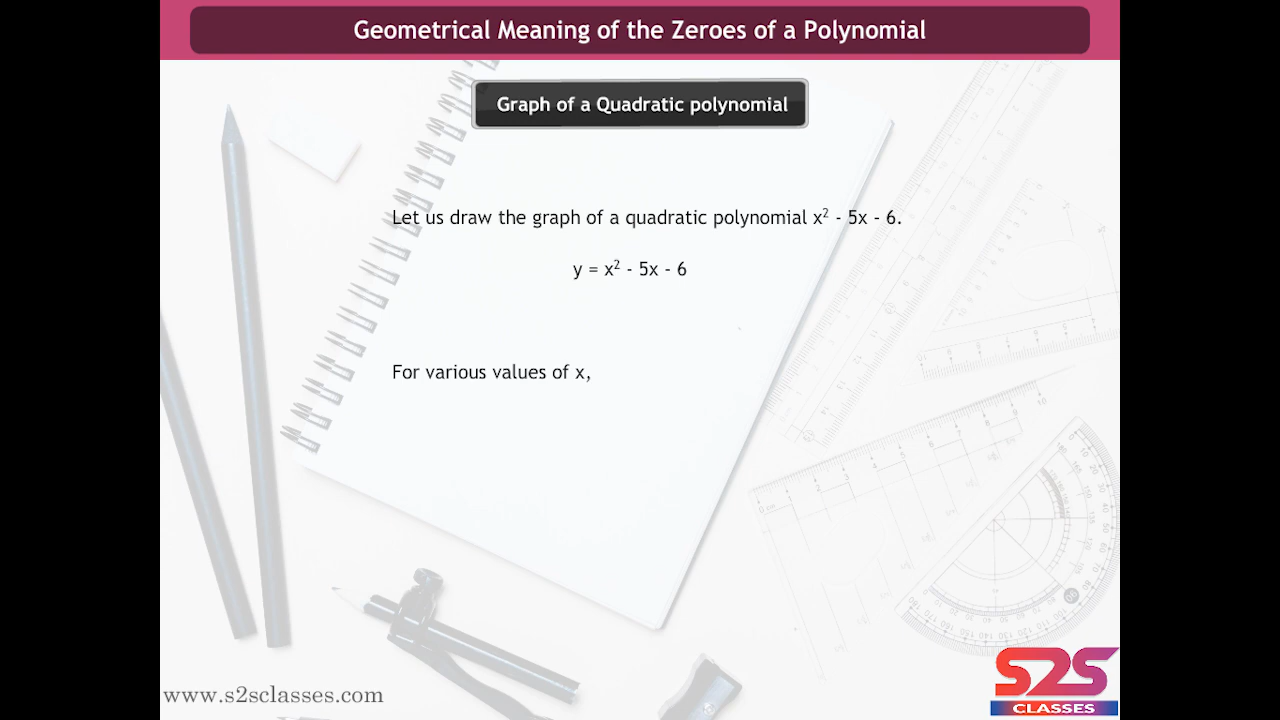 Geometrical Meaning of the Zeroes of a Polynomial
Graph of a Quadratic polynomial
Let us draw the graph of a quadratic polynomial x² - 5x - 6.
y = x² - 5x - 6
For various values of x,
www.s2sclasses.com
S2S
CLASSES